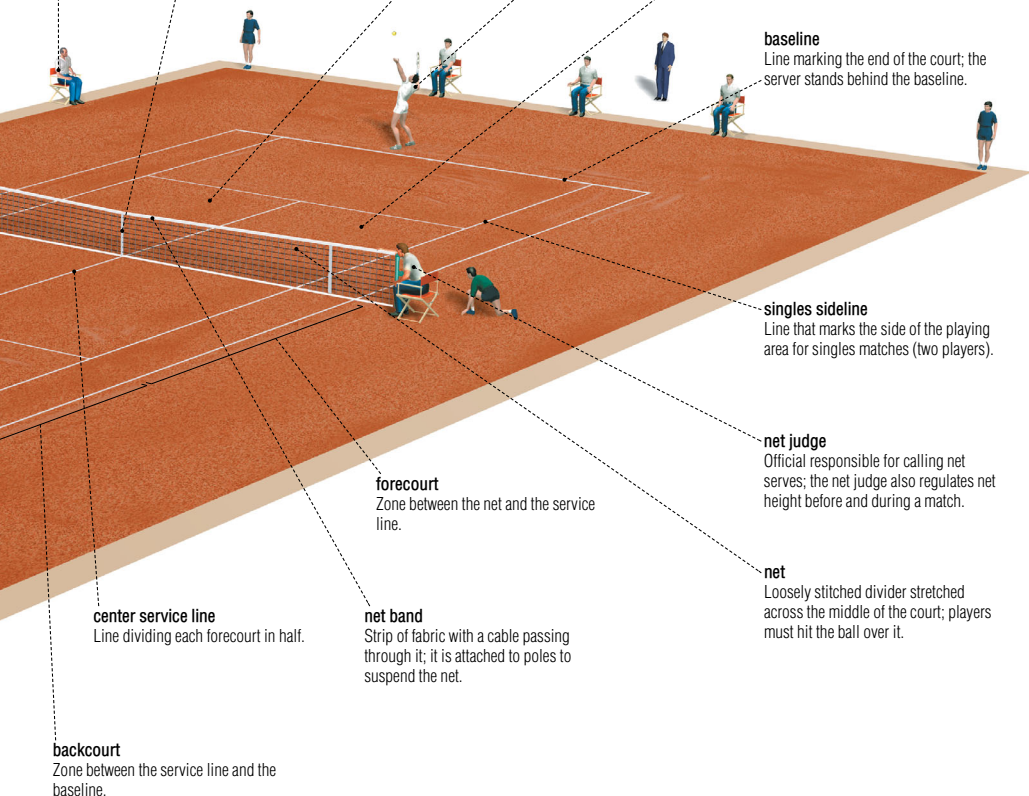 baseline
Line marking the end of the court; the
server stands behind the baseline.
singles sideline
Line that marks the side of the playing
area for singles matches (two players).
net judge
Official responsible for calling net
serves; the net judge also regulates net
height before and during a match.
forecourt
Zone between the net and the service
line.
net
Loosely stitched divider stretched
across the middle of the court; players
must hit the ball over it.
center service line
Line dividing each forecourt in half.
net band
Strip of fabric with a cable passing
through it; it is attached to poles to
suspend the net.
backcourt
Zone between the service line and the
baseline.